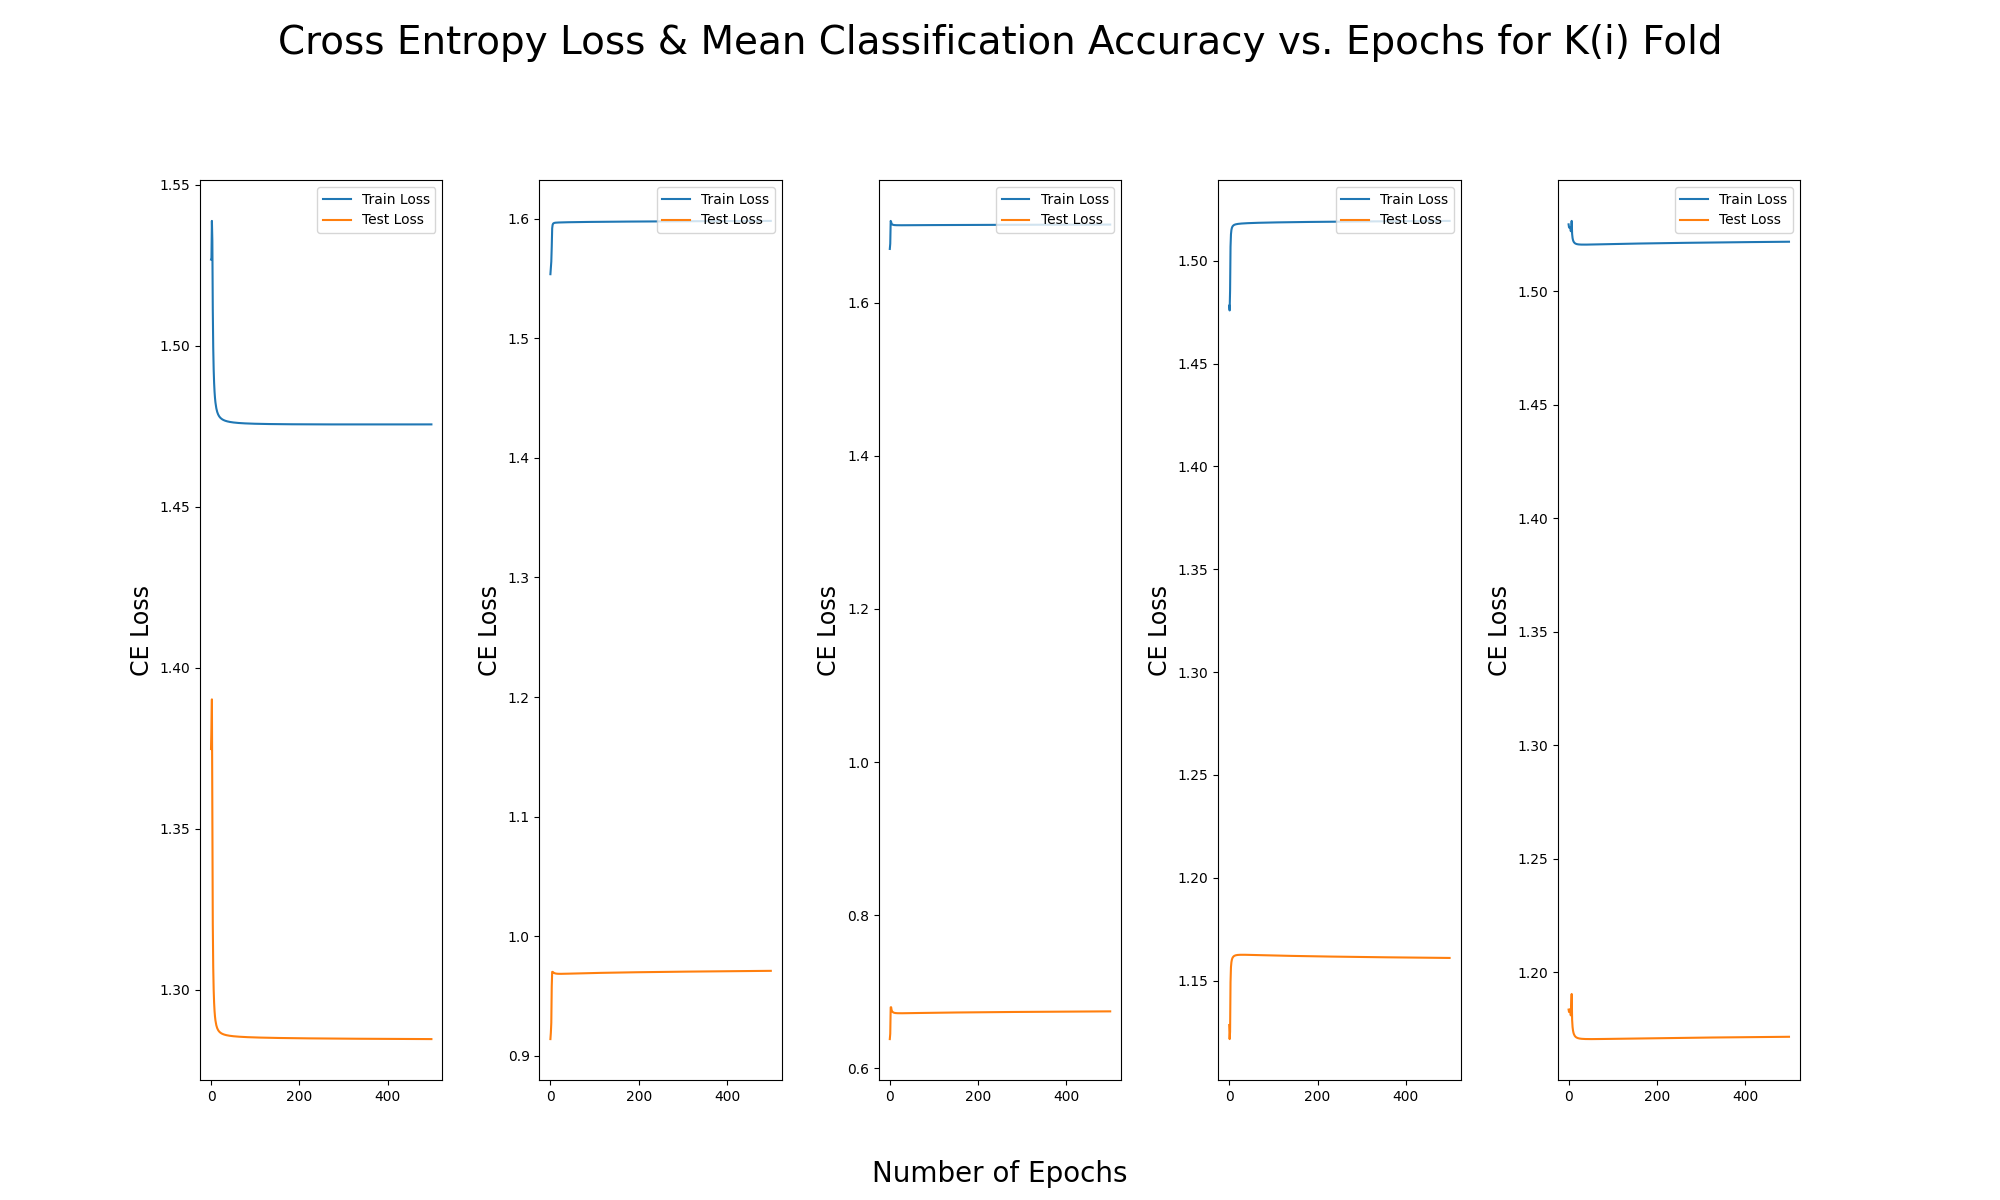 Cross Entropy Loss & Mean Classification Accuracy vs. Epochs for K(i) Fold
CE Loss
1.55
1.50
1.45
1.40
1.35
1.30
0
200
400
Train Loss
Test Loss
CE Loss
1.6
1.5
1.4
1.3
1.2
1.1
1.0
0.9
0
200
400
Train Loss
Test Loss
CE Loss
1.6
1.4
1.2
1.0
0.8
0.6
0
200
400
Train Loss
Test Loss
CE Loss
1.50
1.45
1.40
1.35
1.30
1.25
1.20
1.15
0
200
400
Train Loss
Test Loss
CE Loss
1.50
1.45
1.40
1.35
1.30
1.25
1.20
0
200
400
Train Loss
Test Loss
Number of Epochs